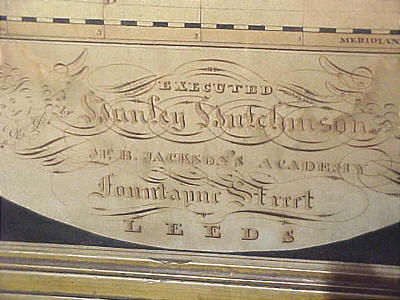 MERIDIAN
EXECUTED
by Hanley Hutchinson
AT B. JACKSON'S ACADEMY
Fountayne Street
LEEDS